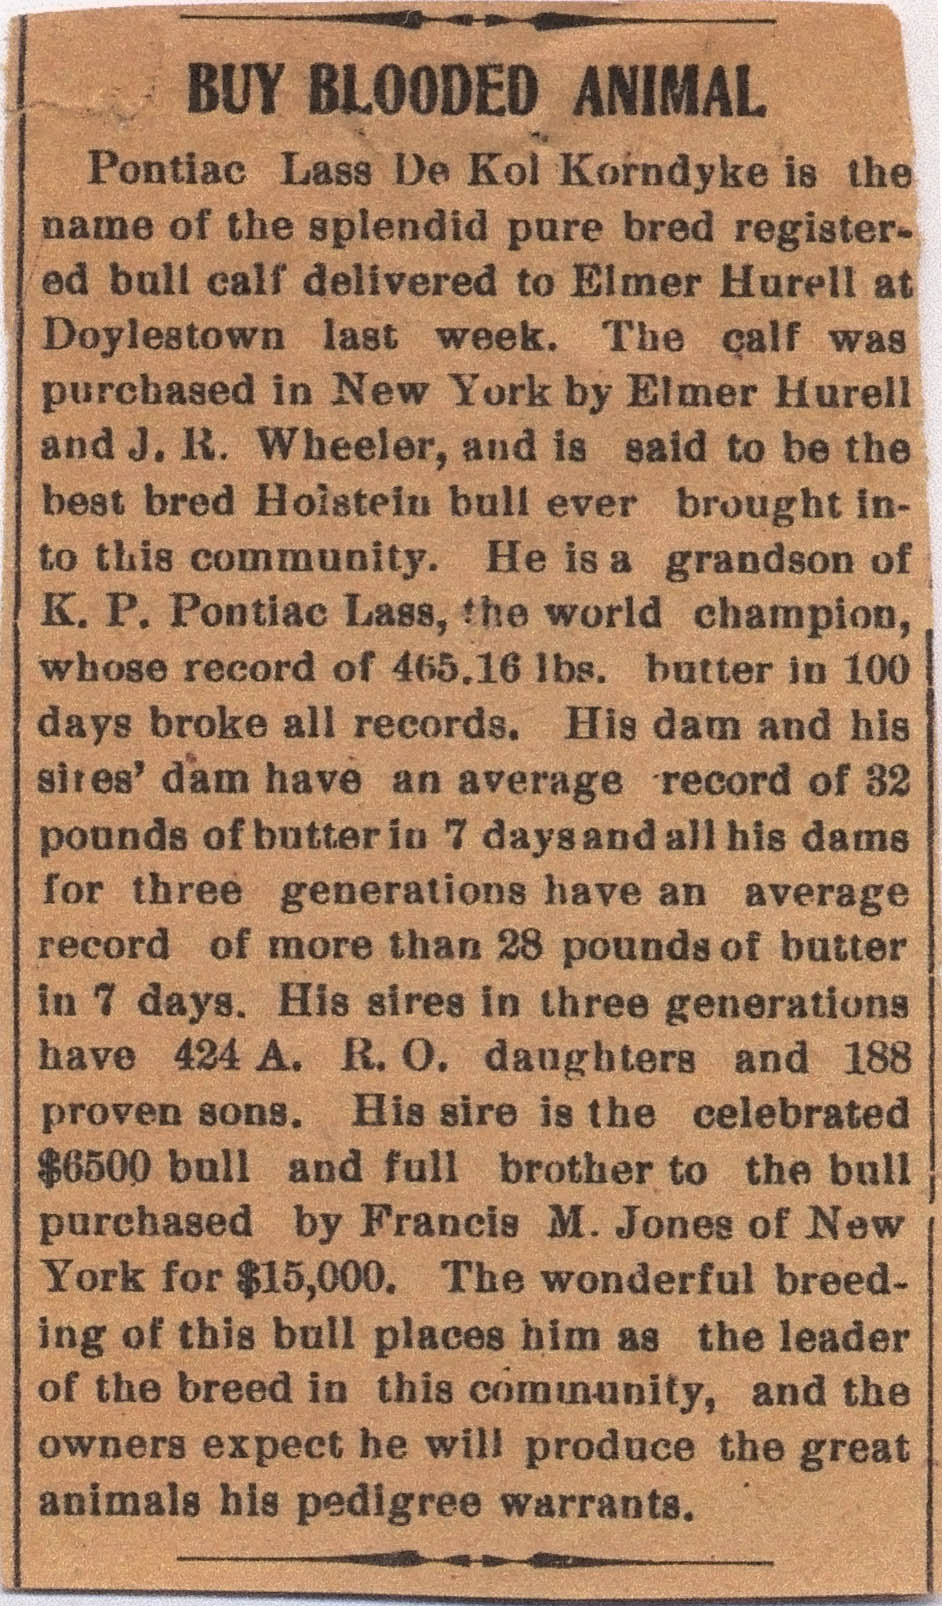 BUY BLOODED ANIMAL
Pontiac Lass De Kol Korndyke is the
name of the splendid pure bred register-
ed bull calf delivered to Elmer Hurell at
Doylestown last week. The calf was
purchased in New York by Elmer Hurell
and J. R. Wheeler, and is said to be the
best bred Holstein bull ever brought in-
to this community. He is a grandson of
K. P. Pontiac Lass, the world champion,
whose record of 465.16 lbs. butter in 100
days broke all records. His dam and his
sires' dam have an average record of 32
pounds of butter in 7 days and all his dams
for three generations have an average
record of more than 28 pounds of butter
in 7 days. His sires in three generations
have 424 A. R. O. daughters and 188
proven sons. His sire is the celebrated
$6500 bull and full brother to the bull
purchased by Francis M. Jones of New
York for $15,000. The wonderful breed-
ing of this bull places him as the leader
of the breed in this community, and the
owners expect he will produce the great
animals his pedigree warrants.